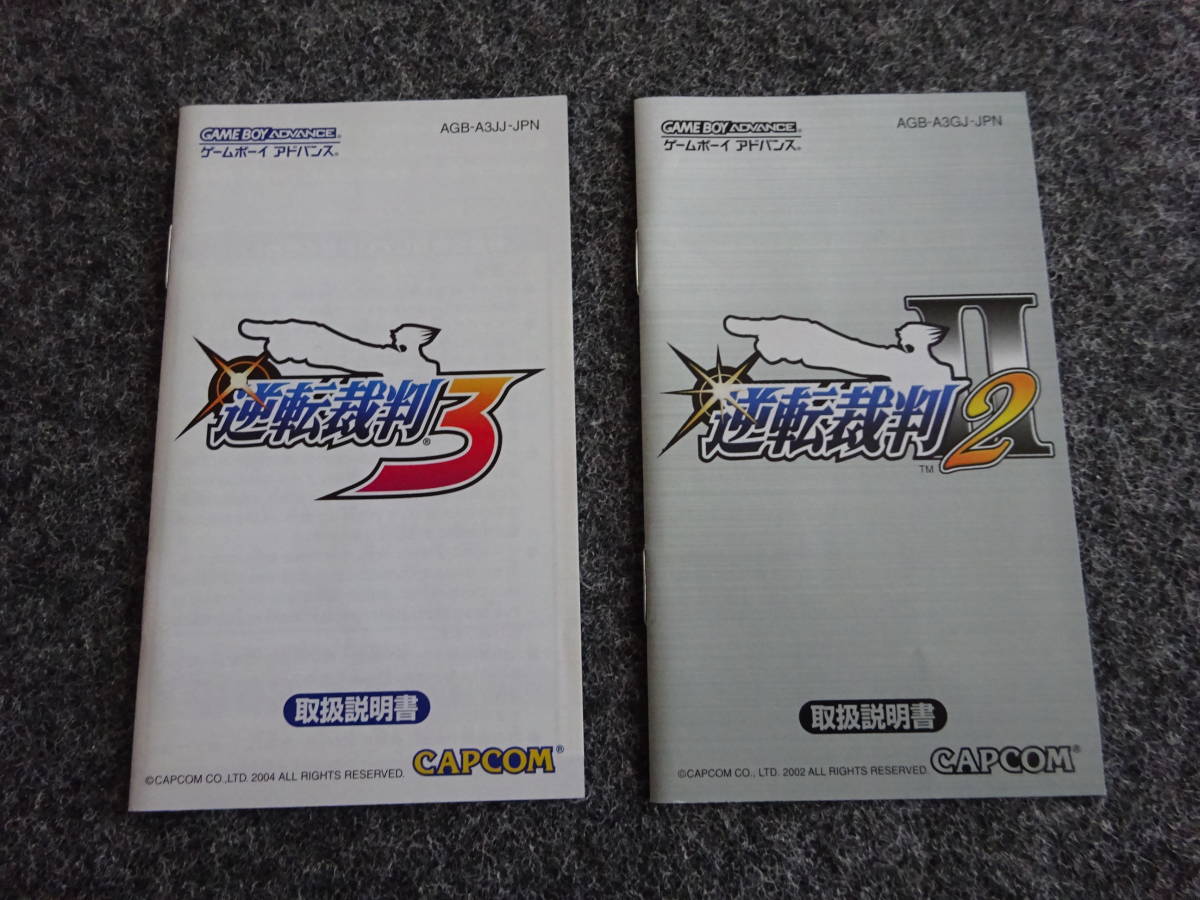 GAME BOY ADVANCE®
AGB-A3JJ-JPN
ゲームボーイ アドバンス®
逆転裁判®3
取扱説明書
©CAPCOM CO.,LTD. 2004 ALL RIGHTS RESERVED.
CAPCOM®
GAME BOY ADVANCE®
AGB-A3GJ-JPN
ゲームボーイ アドバンス®
逆転裁判 II 2
TM
取扱説明書
©CAPCOM CO., LTD. 2002 ALL RIGHTS RESERVED.
CAPCOM®